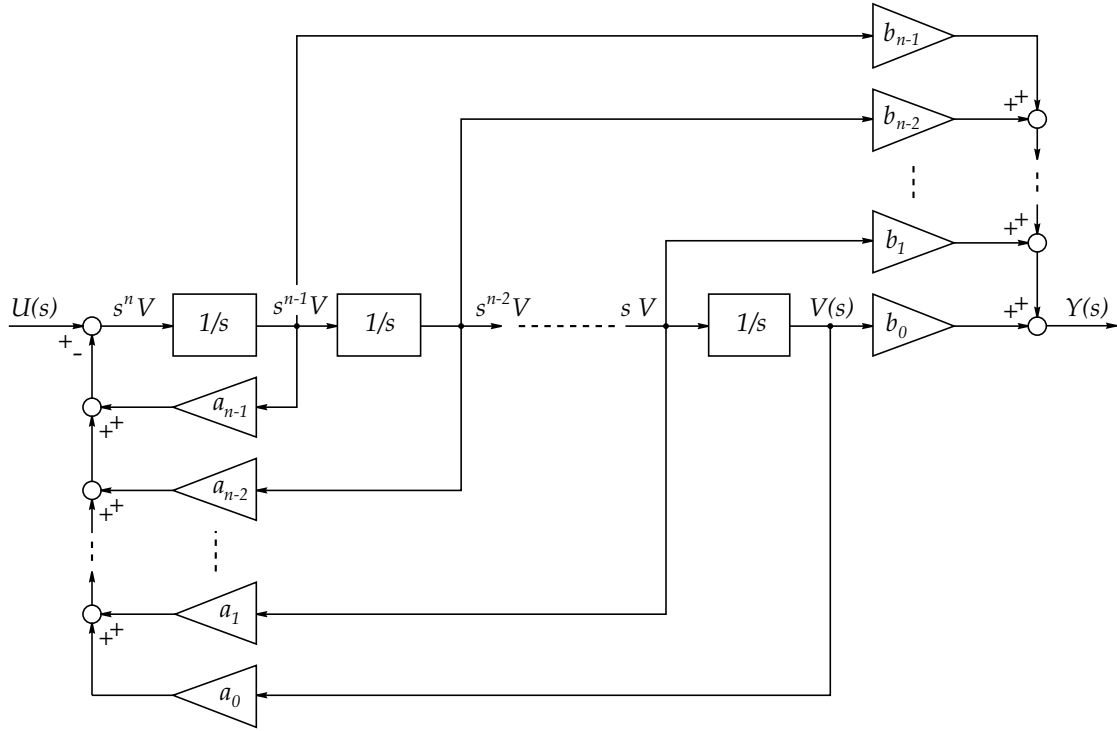 b_{n-1}
+ +
b_{n-2}
+ +
b_1
U(s) s^n V 1/s s^{n-1} V 1/s s^{n-2} V s V 1/s V(s) b_0 + + Y(s)
+ -
a_{n-1}
+ +
a_{n-2}
+ +
a_1
+ +
a_0